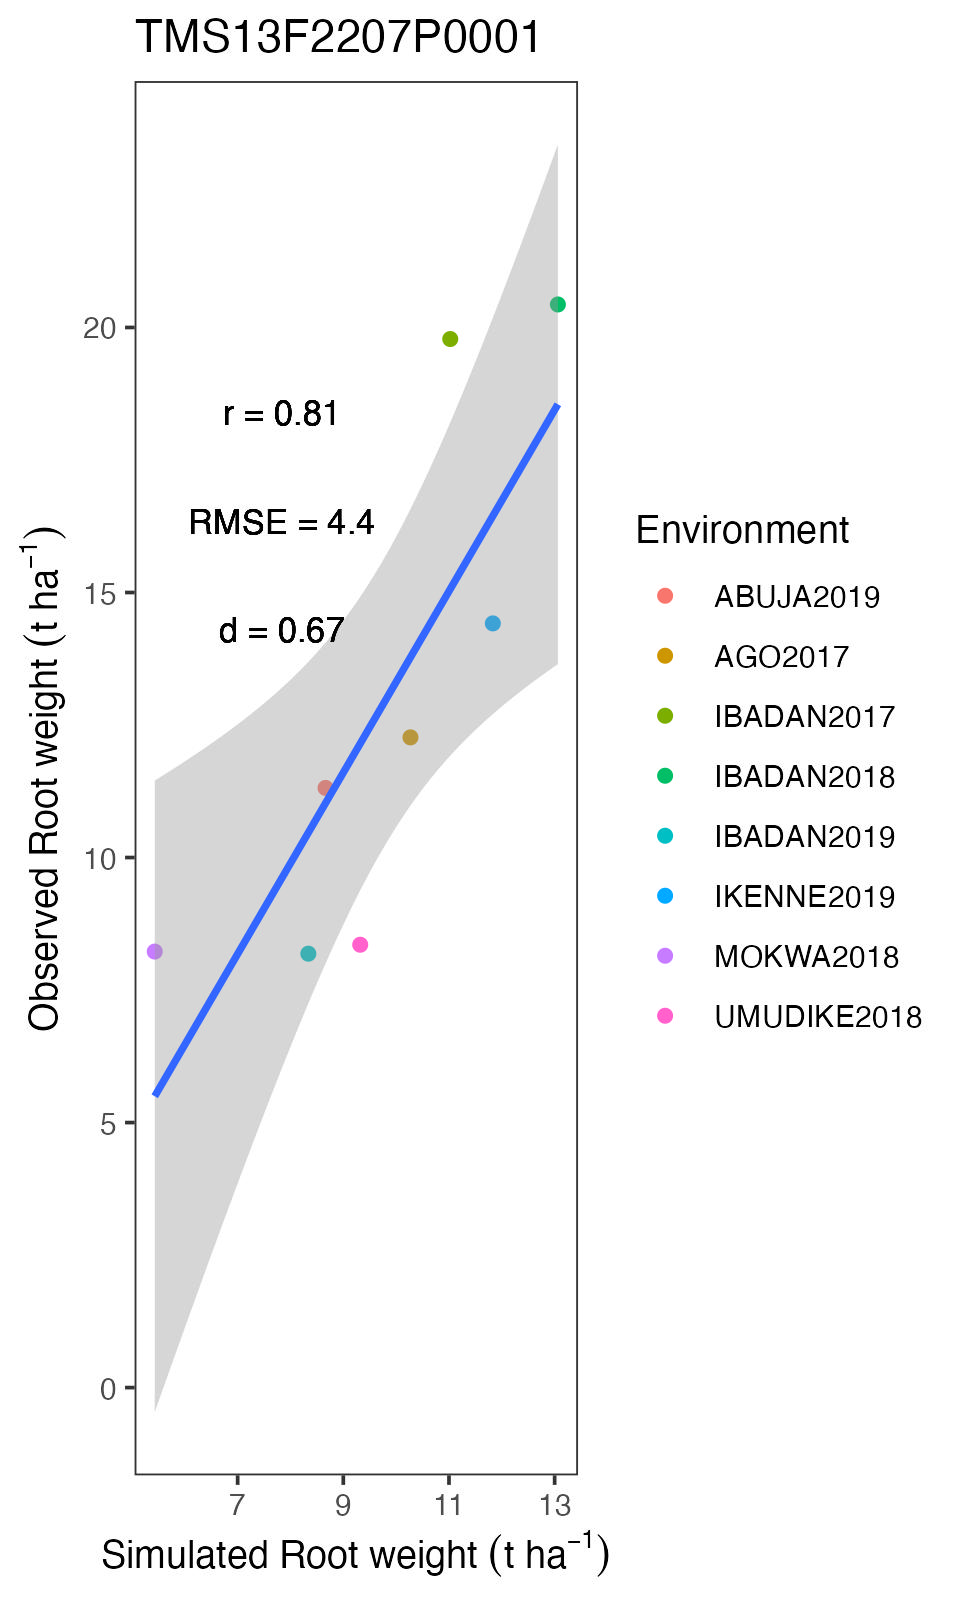 TMS13F2207P0001
20
15
10
5
0
r = 0.81
RMSE = 4.4
d = 0.67
Observed Root weight (t ha⁻¹)
7 9 11 13
Simulated Root weight (t ha⁻¹)
Environment
ABUJA2019
AGO2017
IBADAN2017
IBADAN2018
IBADAN2019
IKENNE2019
MOKWA2018
UMUDIKE2018